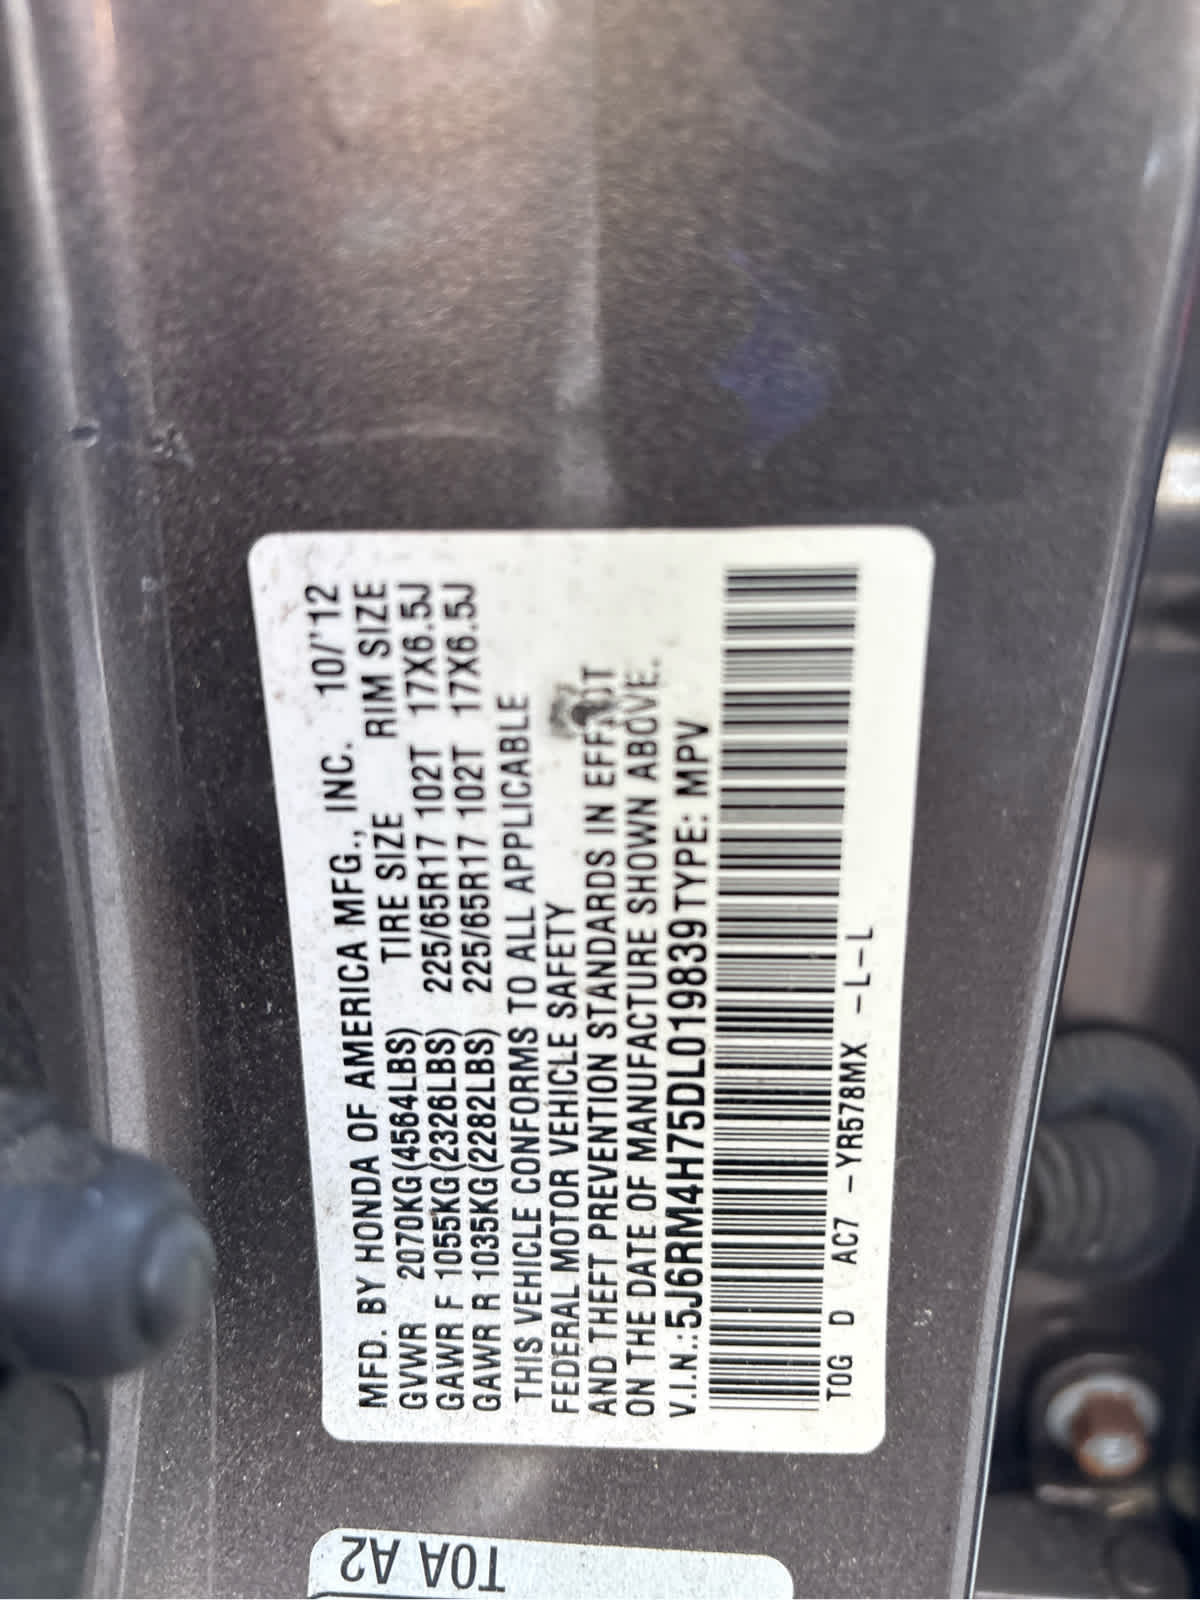 MFD. BY HONDA OF AMERICA MFG., INC. 10/'12
TIRE SIZE RIM SIZE
GVWR 2070KG(4564LBS)
GAWR F 1055KG(2326LBS) 225/65R17 102T 17X6.5J
GAWR R 1035KG(2282LBS) 225/65R17 102T 17X6.5J
THIS VEHICLE CONFORMS TO ALL APPLICABLE
FEDERAL MOTOR VEHICLE SAFETY
AND THEFT PREVENTION STANDARDS IN EFFECT
ON THE DATE OF MANUFACTURE SHOWN ABOVE.
V.I.N.:5J6RM4H75DL019839 TYPE: MPV
TOG D AC7 -YR578MX -L-L
T0A A2